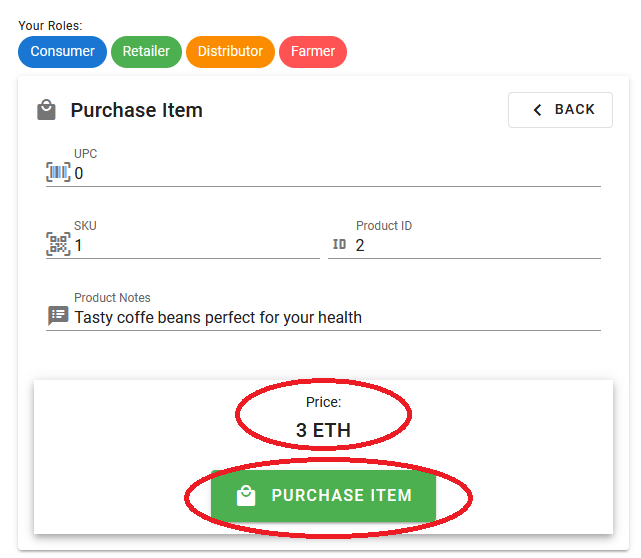 Your Roles:
Consumer Retailer Distributor Farmer
Purchase Item BACK
UPC
0
SKU Product ID
1 ID 2
Product Notes
Tasty coffe beans perfect for your health
Price:
3 ETH
PURCHASE ITEM